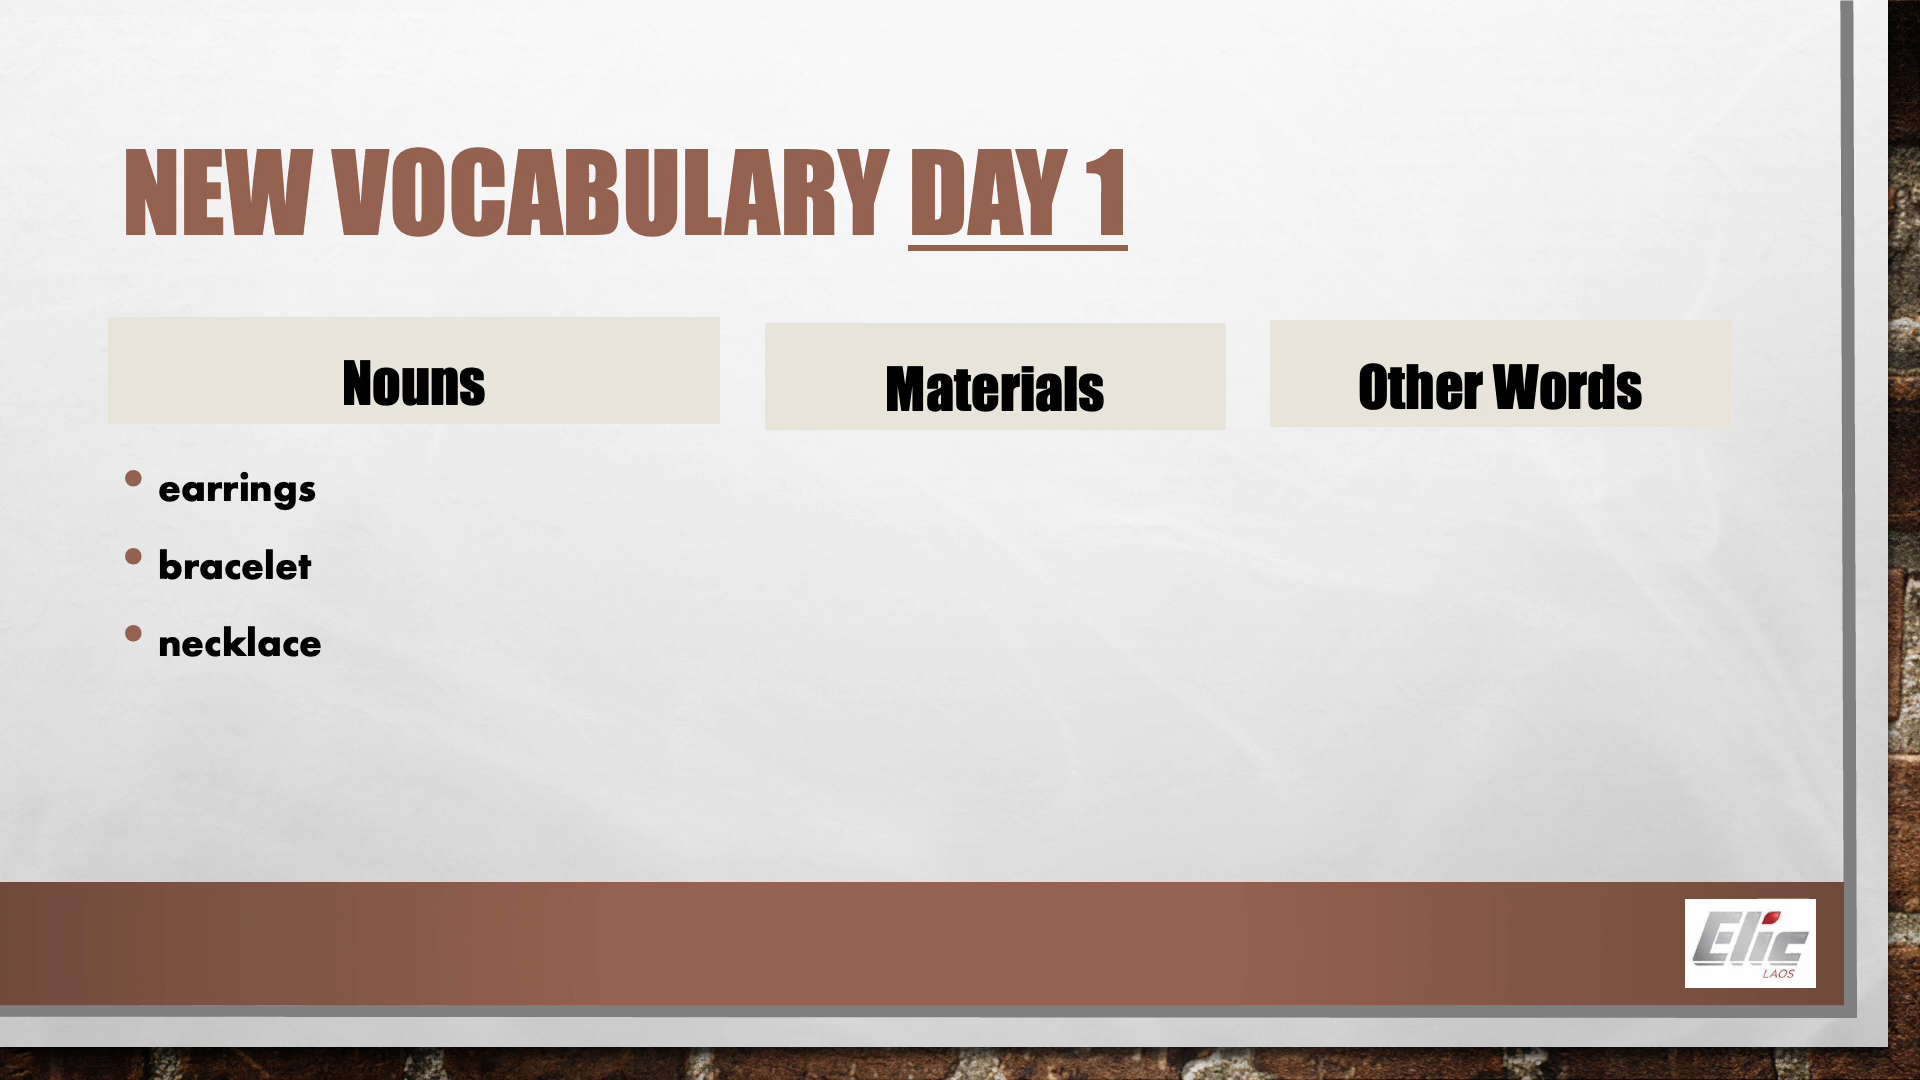 NEW VOCABULARY DAY 1
Nouns
Materials
Other Words
earrings
bracelet
necklace
Elic
LAOS